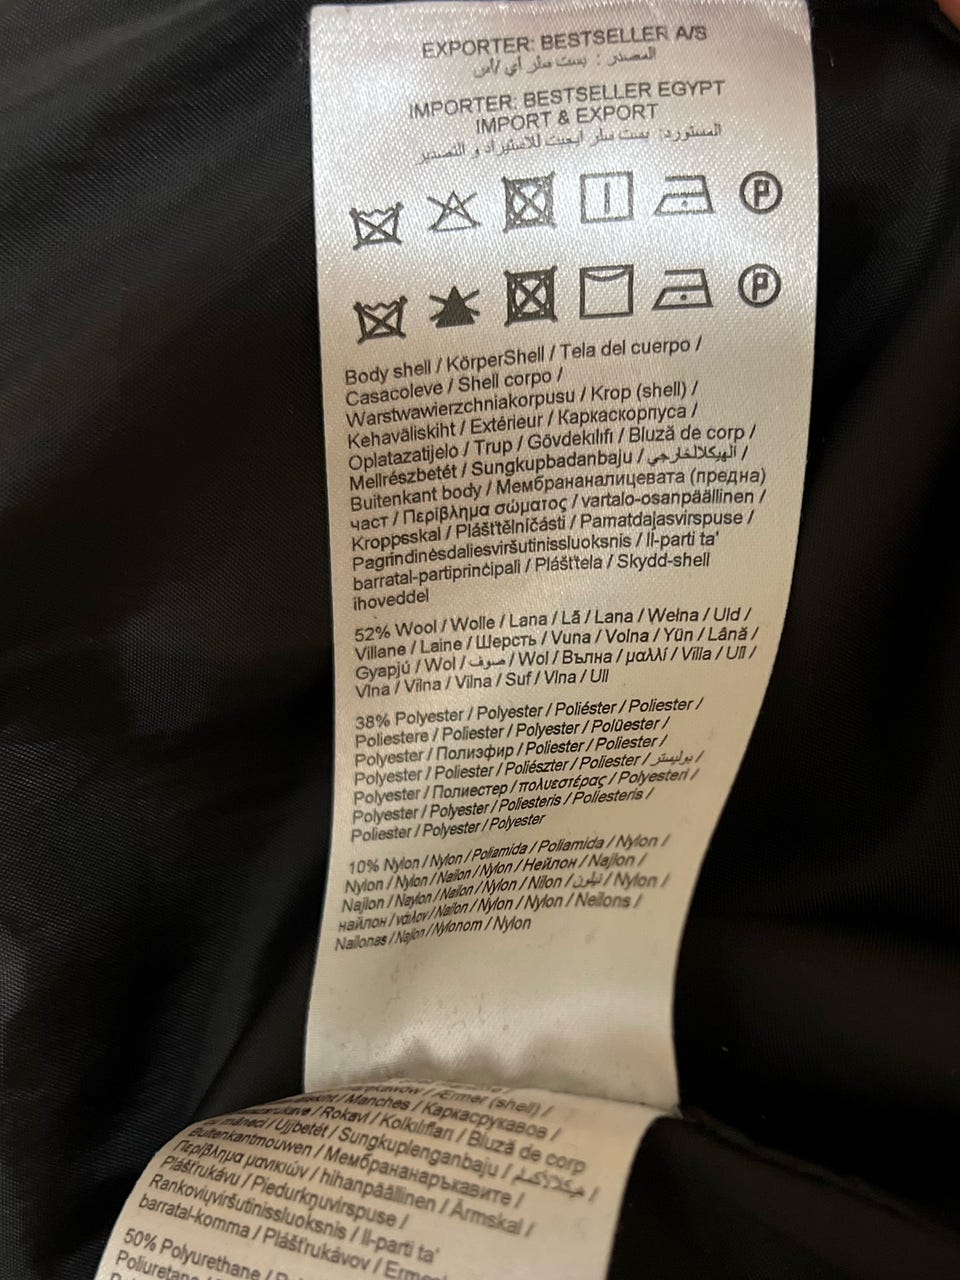 EXPORTER: BESTSELLER A/S
المصدر : بست سلر أي /اس
IMPORTER: BESTSELLER EGYPT
IMPORT & EXPORT
المستورد: بست سلر ايجبت للاستيراد و التصدير
P
P
Body shell / KörperShell / Tela del cuerpo /
Casacoleve / Shell corpo /
Warstwawierzchniakorpusu / Krop (shell) /
Kehaväliskiht / Extérieur / Каркаскорпуса /
Oplatazatijelo / Trup / Gövdekılıfı / Bluză de corp /
Mellrészbetét / Sungkupbadanbaju / الهيكلالخارجي /
Buitenkant body / Мембрананалицевата (предна)
част / Περίβλημα σώματος / vartalo-osanpäällinen /
Kroppsskal / Plášťtělníčásti / Pamatdaļasvirspuse /
Pagrindinėsdaliesviršutinissluoksnis / Il-parti ta'
barratal-partiprinċipali / Plášťtela / Skydd-shell
ihoveddel
52% Wool / Wolle / Lana / Lã / Lana / Wełna / Uld /
Villane / Laine / Шерсть / Vuna / Volna / Yün / Lână /
Gyapjú / Wol / صوف / Wol / Вълна / μαλλί / Villa / Ull /
Vlna / Vilna / Vilna / Suf / Vlna / Ull
38% Polyester / Polyester / Poliéster / Poliester /
Poliestere / Poliester / Polyester / Polüester /
Polyester / Полиэфир / Poliester / Poliester /
Polyester / Poliester / Poliészter / Poliester / بوليستر /
Polyester / Полиестер / πολυεστέρας / Polyesteri /
Polyester / Polyester / Poliesteris / Poliesteris /
Poliester / Polyester / Polyester
10% Nylon / Nylon / Poliamida / Poliamida / Nylon /
Nylon / Nylon / Nailon / Nylon / Нейлон / Najlon /
Najlon / Naylon / Nailon / Nylon / Nilon / نيلون / Nylon /
найлон / νάιλον / Nailon / Nylon / Nylon / Neilons /
Nailonas / Najlon / Nylonom / Nylon
Ærmer (shell) /
Manches / Каркасрукавов /
Rokavi / Kolkılıfları / Bluză de corp
Ujjbetét / Sungkuplenganbaju /
Buitenkantmouwen / Мембрананаръкавите /
Περίβλημα μανικιών / hihanpäällinen / Ärmskal /
Plášťrukávu / Piedurkņuvirspuse /
Rankoviųviršutinissluoksnis / Il-parti ta'
barratal-komma / Plášťrukávov /
50% Polyurethane /
Poliuretane